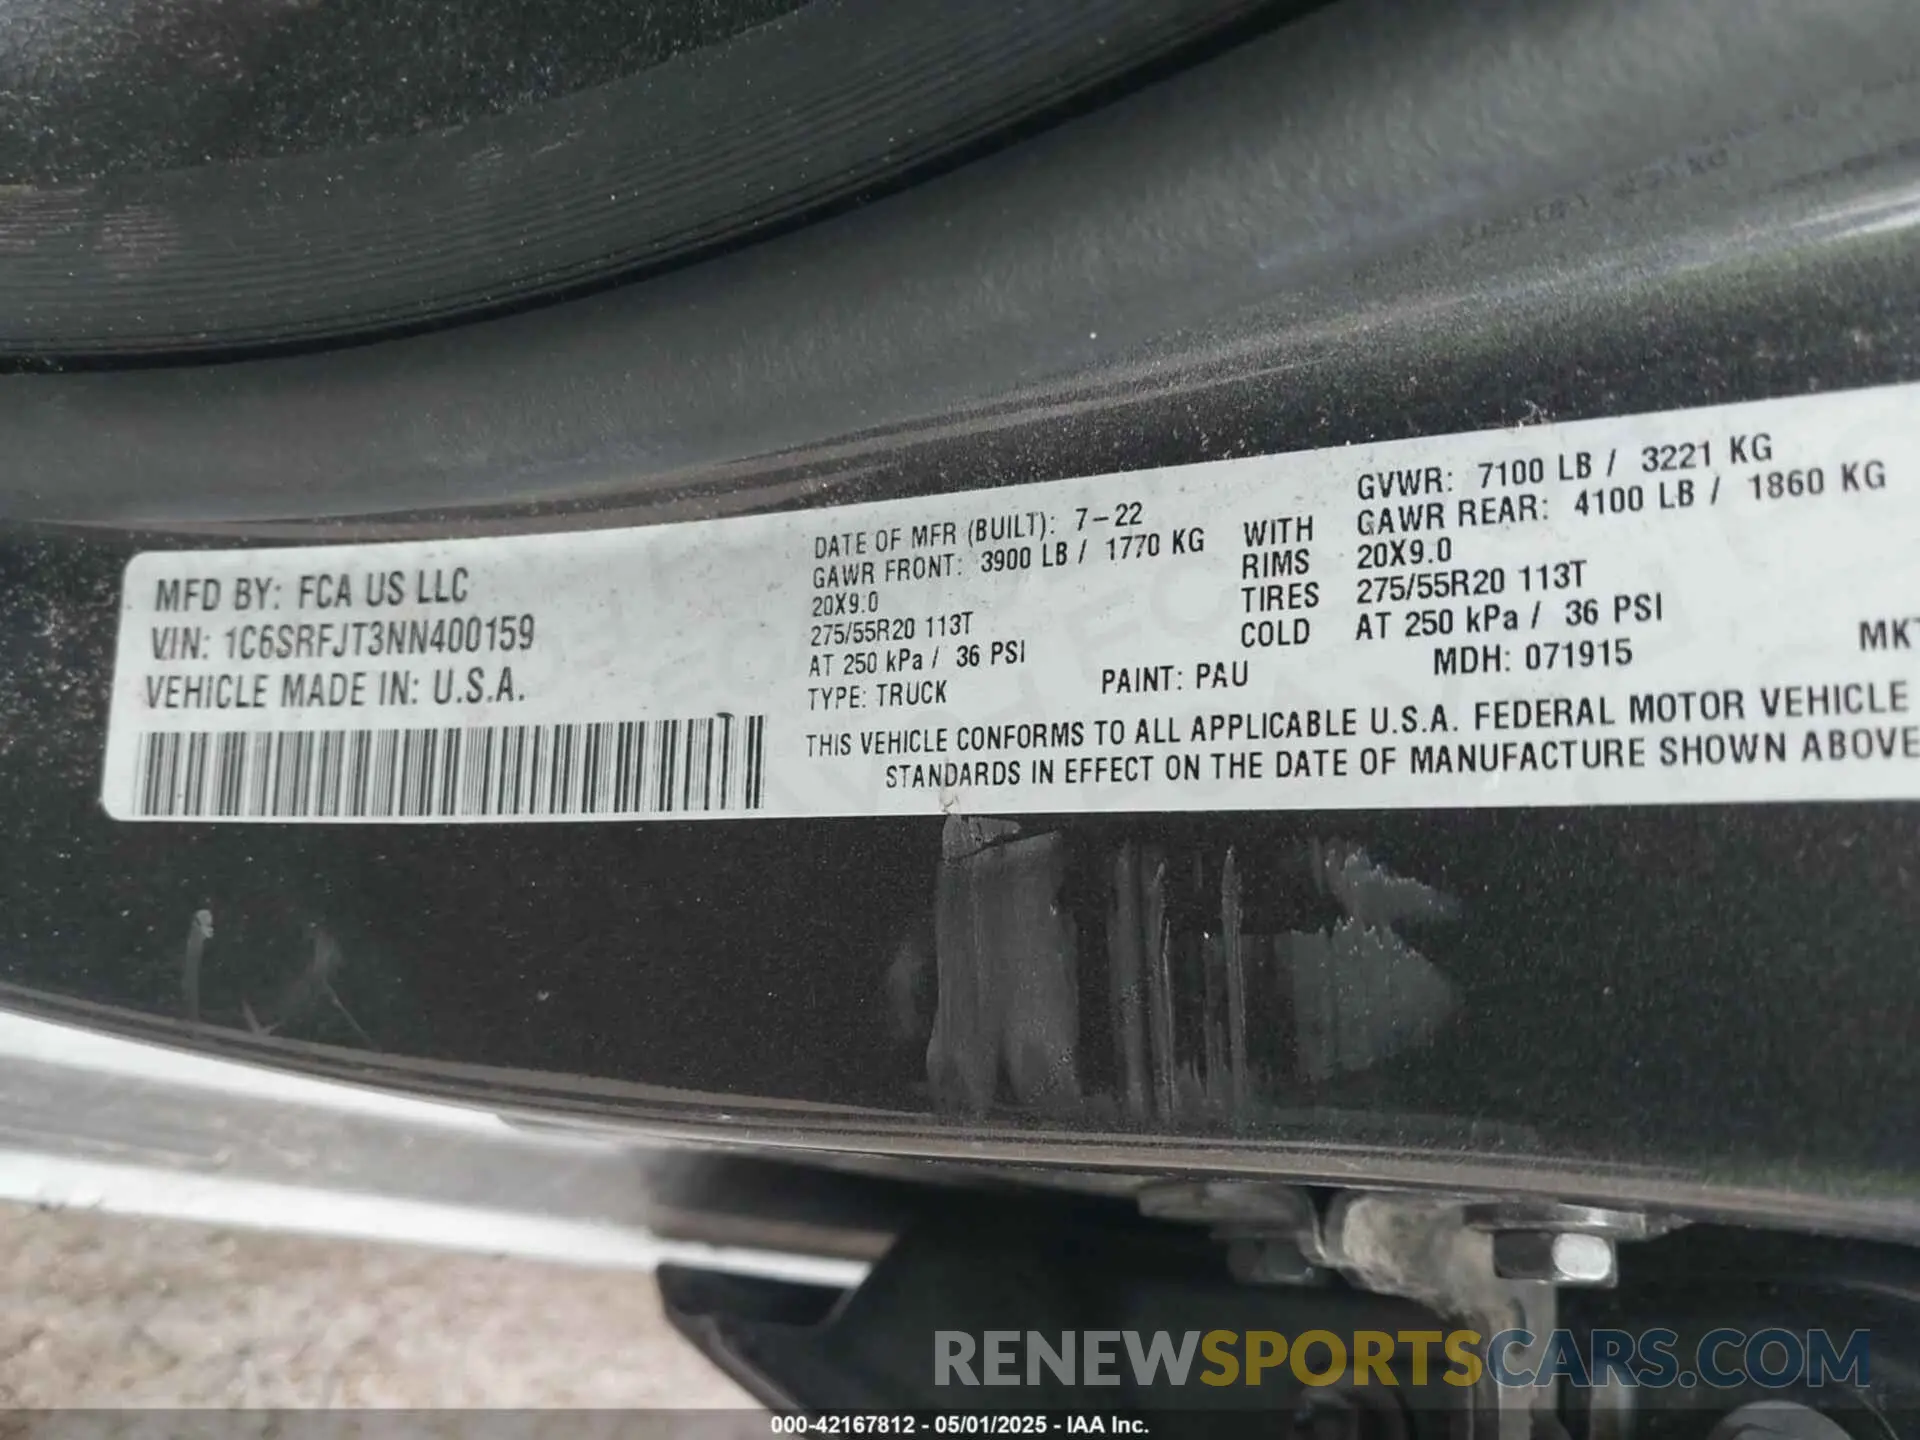 MFD BY: FCA US LLC
VIN: 1C6SRFJT3NN400159
VEHICLE MADE IN: U.S.A.
DATE OF MFR (BUILT): 7-22
GAWR FRONT: 3900 LB / 1770 KG
20X9.0
275/55R20 113T
AT 250 kPa / 36 PSI
TYPE: TRUCK
PAINT: PAU
WITH
RIMS
TIRES
COLD
GVWR: 7100 LB / 3221 KG
GAWR REAR: 4100 LB / 1860 KG
20X9.0
275/55R20 113T
AT 250 kPa / 36 PSI
MDH: 071915
THIS VEHICLE CONFORMS TO ALL APPLICABLE U.S.A. FEDERAL MOTOR VEHICLE
STANDARDS IN EFFECT ON THE DATE OF MANUFACTURE SHOWN ABOVE
RENEWSPORTSCARS.COM
000-42167812 - 05/01/2025 - IAA Inc.